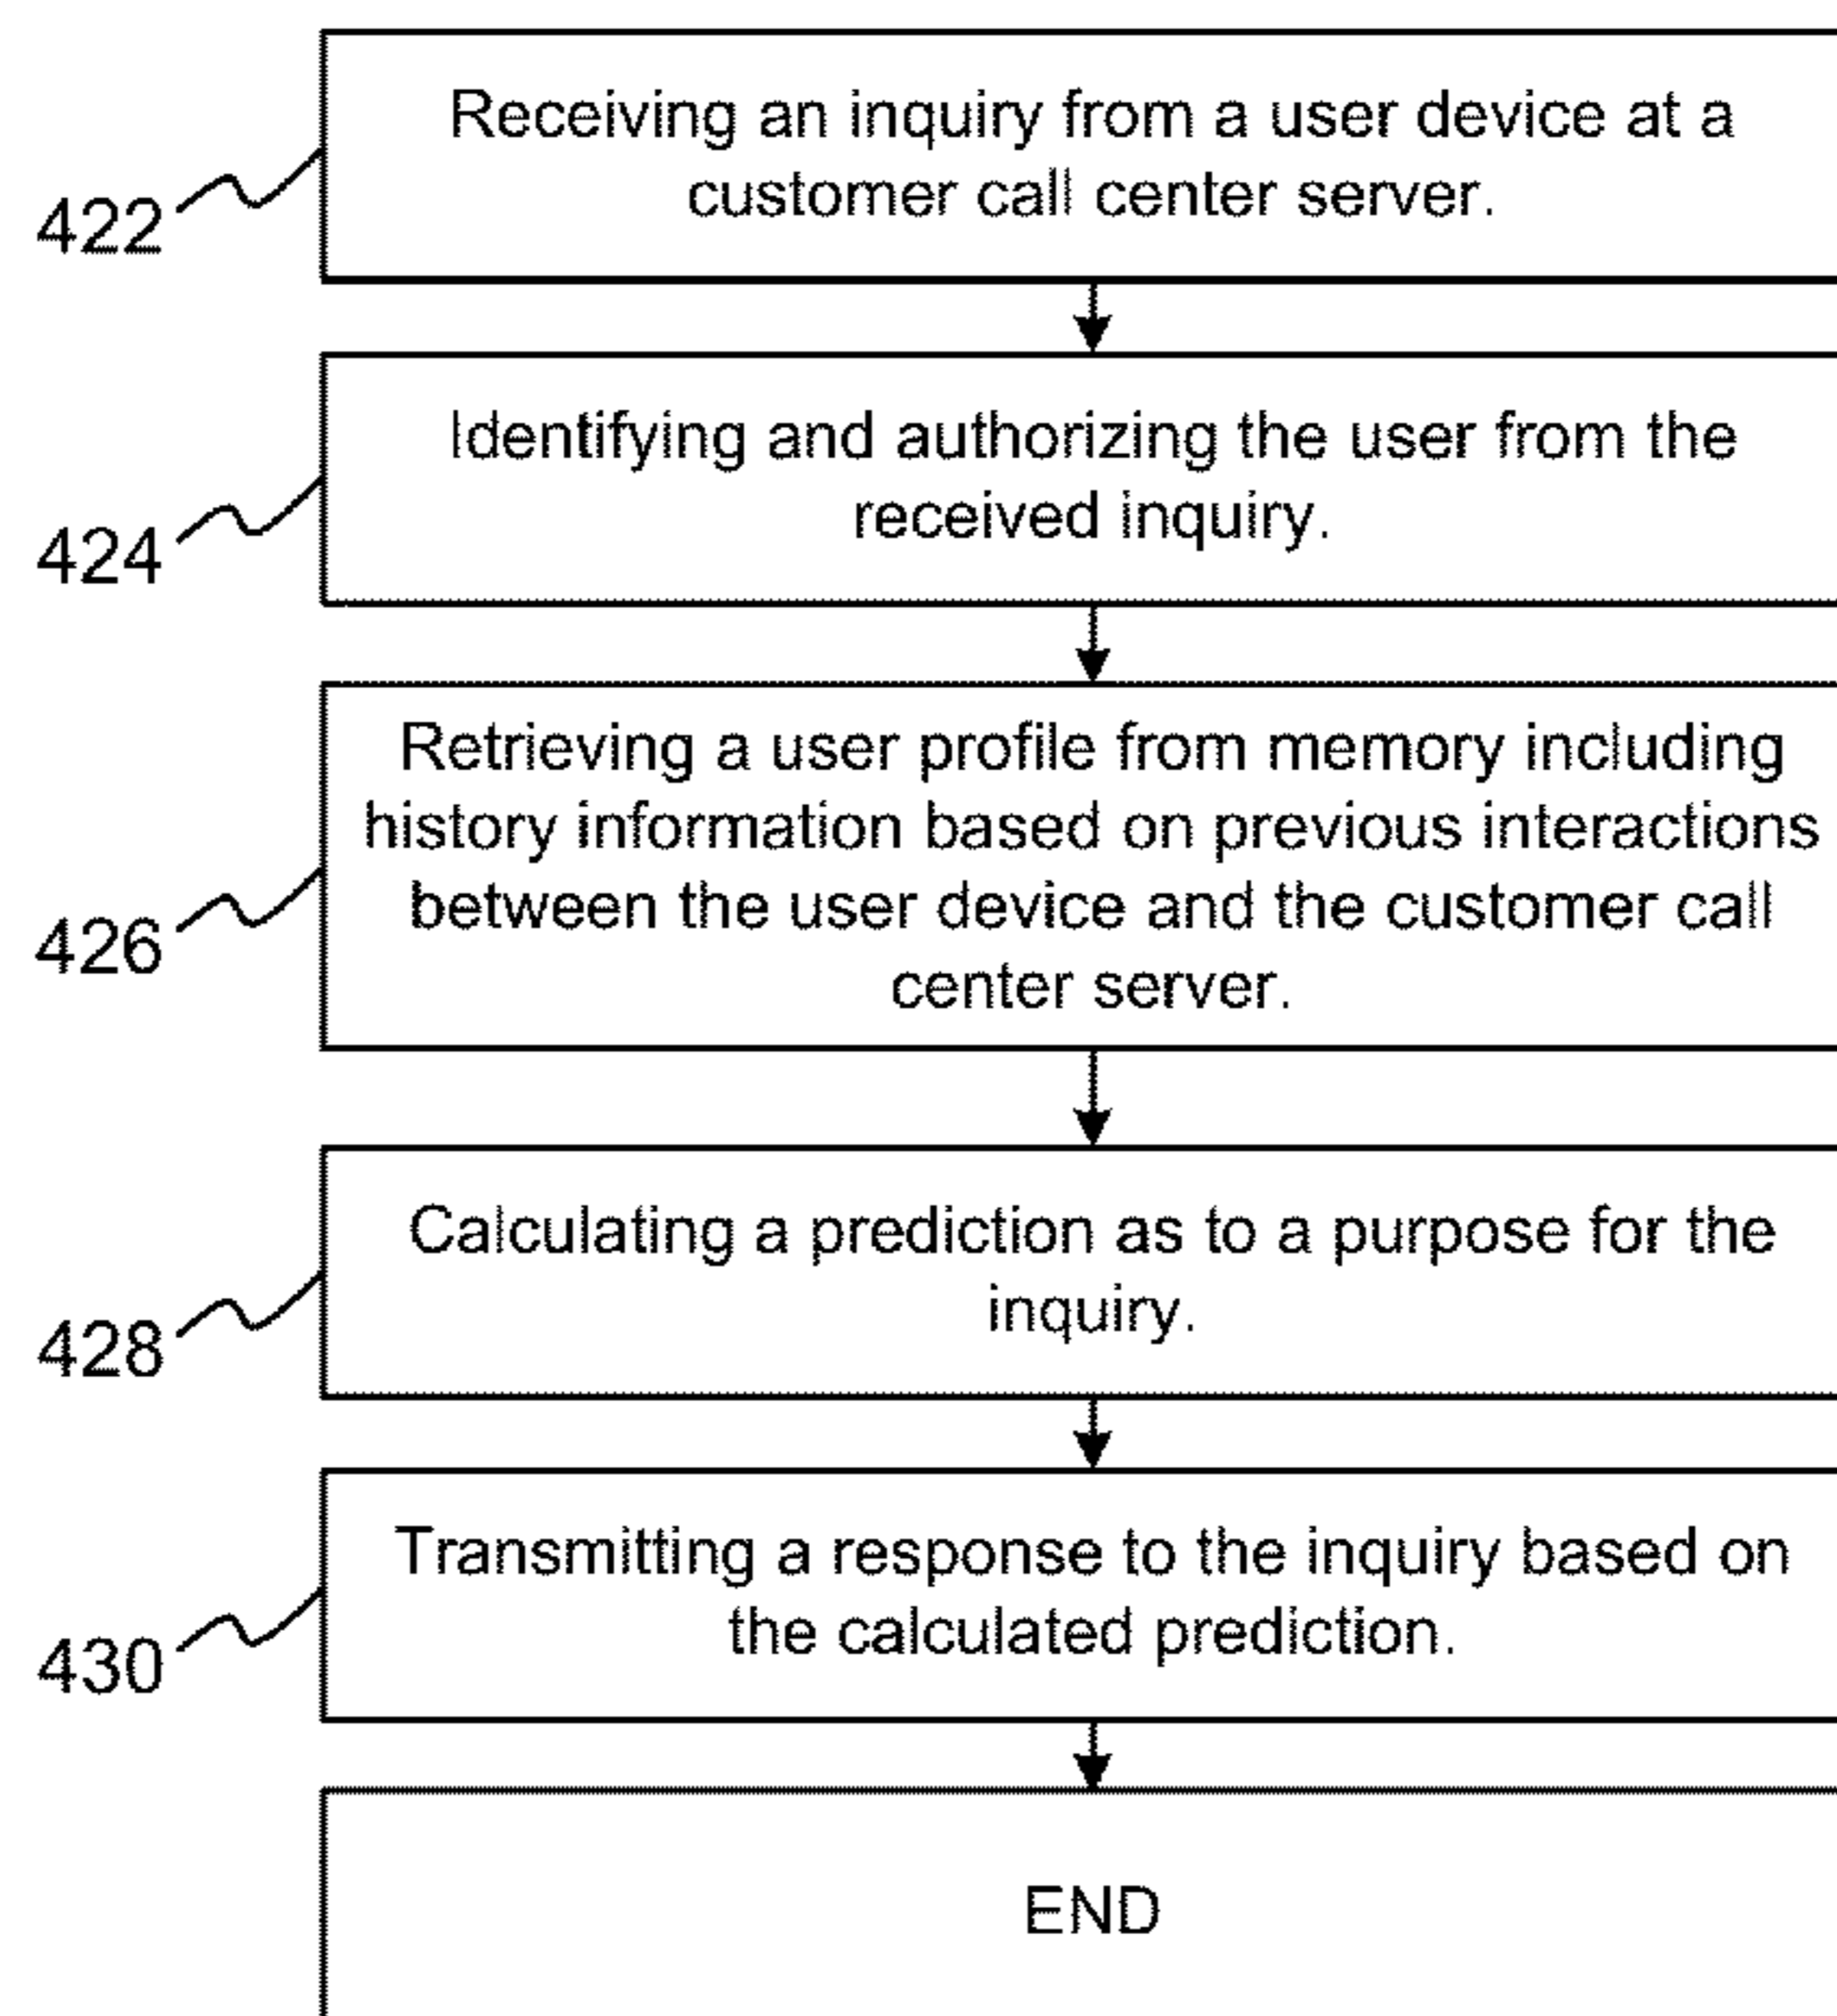 Receiving an inquiry from a user device at a
customer call center server.
422
Identifying and authorizing the user from the
received inquiry.
424
Retrieving a user profile from memory including
history information based on previous interactions
between the user device and the customer call
center server.
426
Calculating a prediction as to a purpose for the
inquiry.
428
Transmitting a response to the inquiry based on
the calculated prediction.
430
END